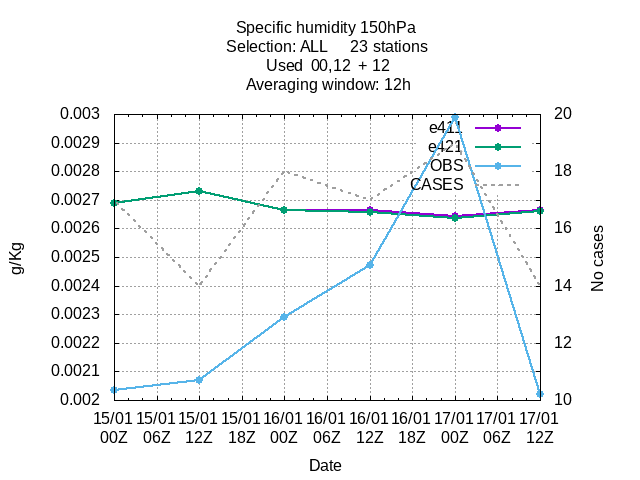 Specific humidity 150hPa
Selection: ALL     23 stations
Used  00,12  + 12
Averaging window: 12h
0.003
0.0029
0.0028
0.0027
0.0026
0.0025
0.0024
0.0023
0.0022
0.0021
0.002
g/Kg
20
18
16
14
12
10
No cases
e411
e421
OBS
CASES
15/01 15/01 15/01 15/01 16/01 16/01 16/01 16/01 17/01 17/01 17/01
00Z 06Z 12Z 18Z 00Z 06Z 12Z 18Z 00Z 06Z 12Z
Date